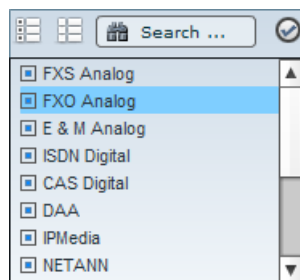 Search ...
FXS Analog
FXO Analog
E & M Analog
ISDN Digital
CAS Digital
DAA
IPMedia
NETANN